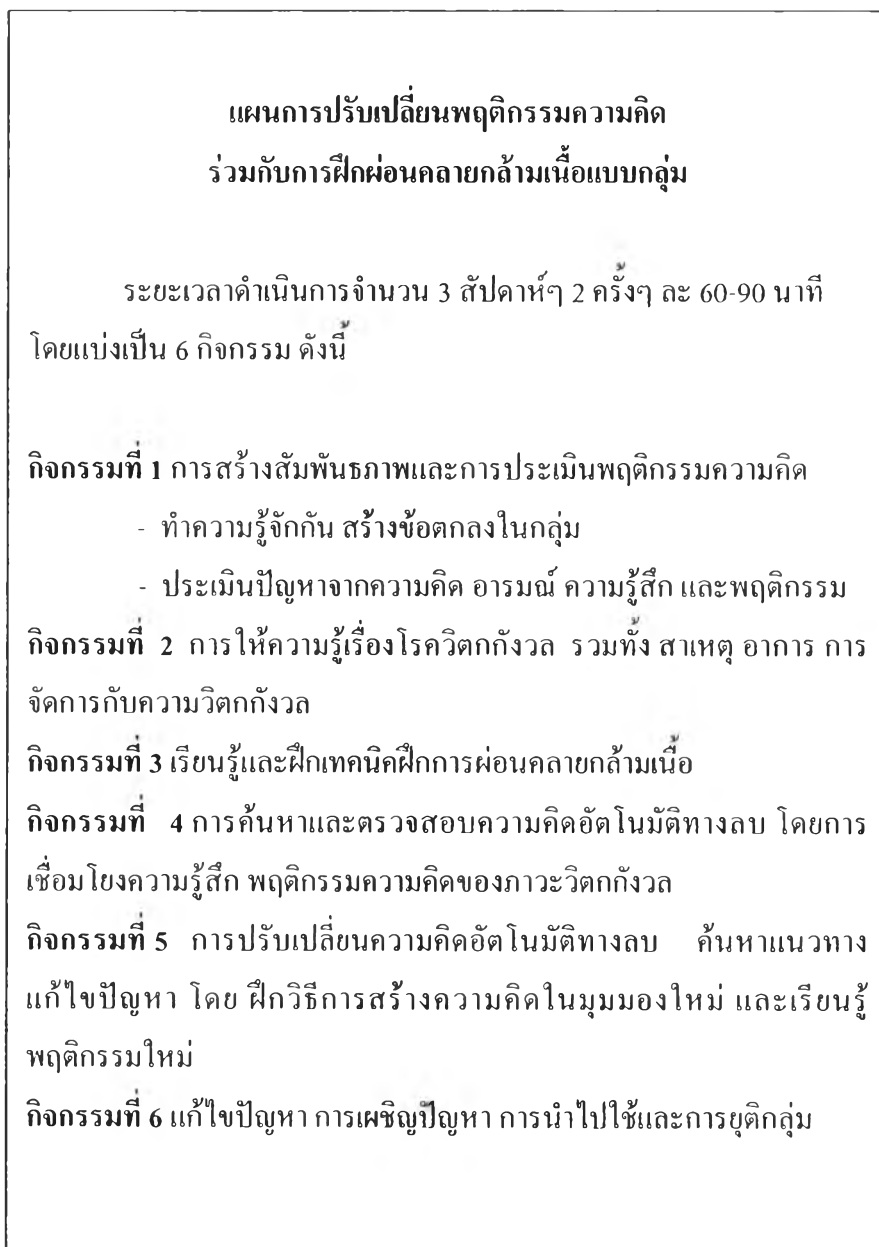 แผนการปรับเปลี่ยนพฤติกรรมความคิด
ร่วมกับการฝึกผ่อนคลายกล้ามเนื้อแบบกลุ่ม
ระยะเวลาดำเนินการจำนวน 3 สัปดาห์ๆ 2 ครั้งๆ ละ 60-90 นาที
โดยแบ่งเป็น 6 กิจกรรม ดังนี้
กิจกรรมที่ 1 การสร้างสัมพันธภาพและการประเมินพฤติกรรมความคิด
- ทำความรู้จักกัน สร้างข้อตกลงในกลุ่ม
- ประเมินปัญหาจากความคิด อารมณ์ ความรู้สึก และพฤติกรรม
กิจกรรมที่ 2 การให้ความรู้เรื่องโรควิตกกังวล รวมทั้ง สาเหตุ อาการ การ
จัดการกับความวิตกกังวล
กิจกรรมที่ 3 เรียนรู้และฝึกเทคนิคฝึกการผ่อนคลายกล้ามเนื้อ
กิจกรรมที่ 4 การค้นหาและตรวจสอบความคิดอัตโนมัติทางลบ โดยการ
เชื่อมโยงความรู้สึก พฤติกรรมความคิดของภาวะวิตกกังวล
กิจกรรมที่ 5 การปรับเปลี่ยนความคิดอัตโนมัติทางลบ ค้นหาแนวทาง
แก้ไขปัญหา โดย ฝึกวิธีการสร้างความคิดในมุมมองใหม่ และเรียนรู้
พฤติกรรมใหม่
กิจกรรมที่ 6 แก้ไขปัญหา การเผชิญปัญหา การนำไปใช้และการยุติกลุ่ม